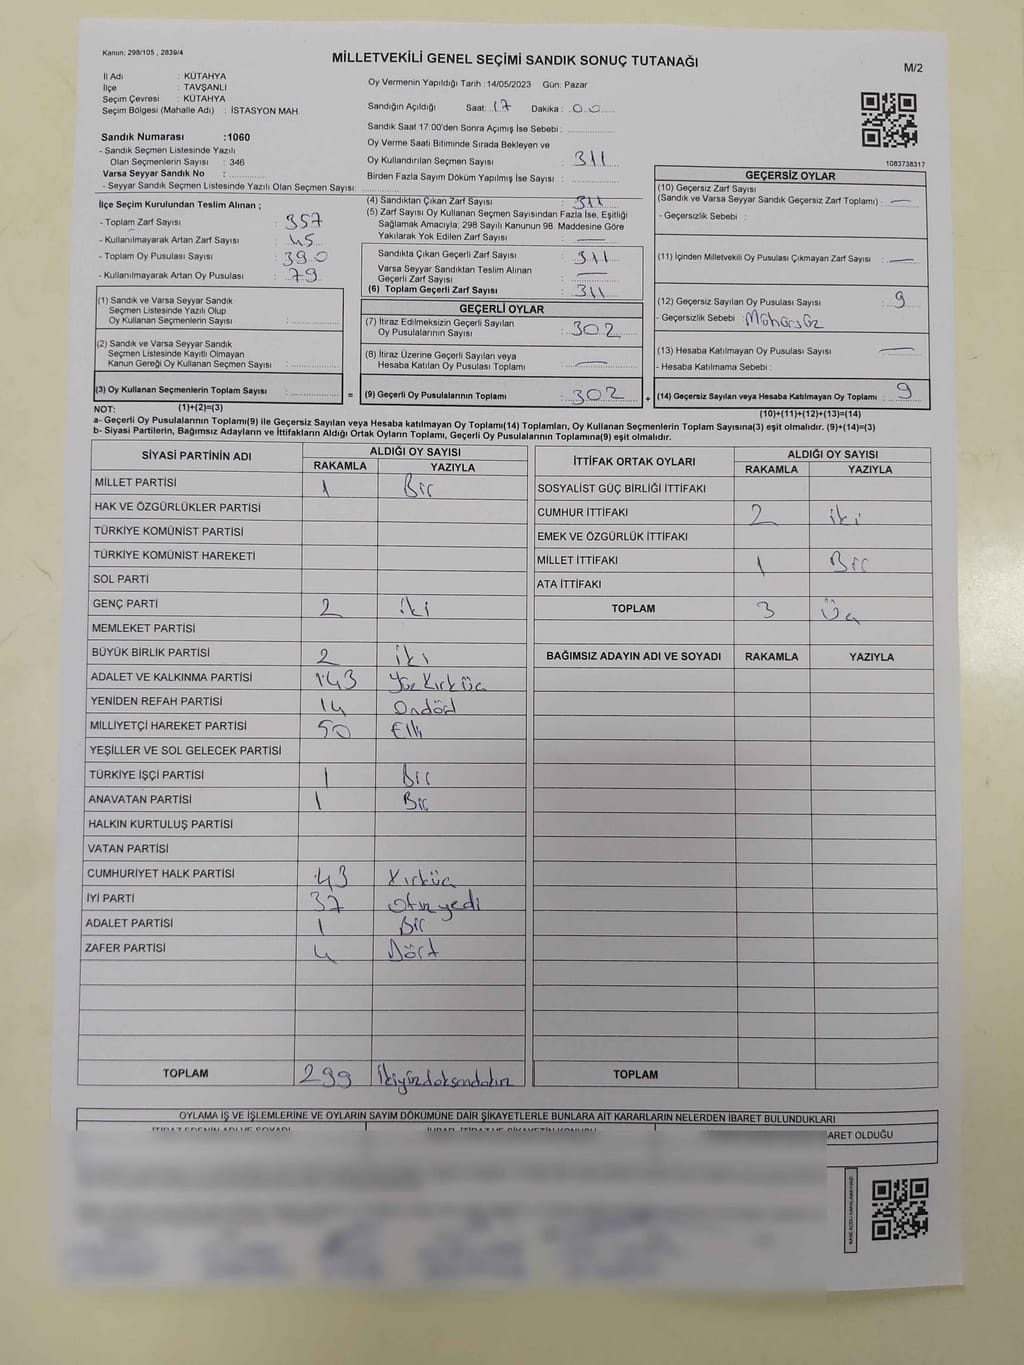 Kanun; 298/105 , 2839/4
MİLLETVEKİLİ GENEL SEÇİMİ SANDIK SONUÇ TUTANAĞI
M/2
İl Adı : KÜTAHYA
İlçe : TAVŞANLI
Seçim Çevresi : KÜTAHYA
Seçim Bölgesi (Mahalle Adı) : İSTASYON MAH.
Oy Vermenin Yapıldığı Tarih : 14/05/2023 Gün: Pazar
Sandığın Açıldığı Saat: 17 Dakika : 00
Sandık Saat 17:00'den Sonra Açımış İse Sebebi :
Oy Verme Saati Bitiminde Sırada Bekleyen ve
Oy Kullandırılan Seçmen Sayısı : 311
Birden Fazla Sayım Döküm Yapılmış İse Sayısı :
1083738317
Sandık Numarası :1060
- Sandık Seçmen Listesinde Yazılı
Olan Seçmenlerin Sayısı : 346
Varsa Seyyar Sandık No :
- Seyyar Sandık Seçmen Listesinde Yazılı Olan Seçmen Sayısı:
İlçe Seçim Kurulundan Teslim Alınan ;
- Toplam Zarf Sayısı : 357
- Kullanılmayarak Artan Zarf Sayısı : 45
- Toplam Oy Pusulası Sayısı : 390
- Kullanılmayarak Artan Oy Pusulası : 79
(4) Sandıktan Çıkan Zarf Sayısı : 311
(5) Zarf Sayısı Oy Kullanan Seçmen Sayısından Fazla İse, Eşitliği
Sağlamak Amacıyla; 298 Sayılı Kanunun 98. Maddesine Göre
Yakılarak Yok Edilen Zarf Sayısı : —
Sandıkta Çıkan Geçerli Zarf Sayısı : 311
Varsa Seyyar Sandıktan Teslim Alınan
Geçerli Zarf Sayısı : —
(6) Toplam Geçerli Zarf Sayısı : 311
GEÇERSİZ OYLAR
(10) Geçersiz Zarf Sayısı
(Sandık ve Varsa Seyyar Sandık Geçersiz Zarf Toplamı) : —
- Geçersizlik Sebebi :
(11) İçinden Milletvekili Oy Pusulası Çıkmayan Zarf Sayısı : —
(12) Geçersiz Sayılan Oy Pusulası Sayısı : 9
- Geçersizlik Sebebi : Mühürsüz
(13) Hesaba Katılmayan Oy Pusulası Sayısı : —
- Hesaba Katılmama Sebebi :
(14) Geçersiz Sayılan veya Hesaba Katılmayan Oy Toplamı : 9
(1) Sandık ve Varsa Seyyar Sandık
Seçmen Listesinde Yazılı Olup
Oy Kullanan Seçmenlerin Sayısı :
(2) Sandık ve Varsa Seyyar Sandık
Seçmen Listesinde Kayıtlı Olmayan
Kanun Gereği Oy Kullanan Seçmen Sayısı :
(3) Oy Kullanan Seçmenlerin Toplam Sayısı :
GEÇERLİ OYLAR
(7) İtiraz Edilmeksizin Geçerli Sayılan
Oy Pusulalarının Sayısı : 302
(8) İtiraz Üzerine Geçerli Sayılan veya
Hesaba Katılan Oy Pusulası Toplamı : —
= (9) Geçerli Oy Pusulalarının Toplamı : 302 +
NOT: (1)+(2)=(3)
(10)+(11)+(12)+(13)=(14)
a- Geçerli Oy Pusulalarının Toplamı(9) ile Geçersiz Sayılan veya Hesaba katılmayan Oy Toplamı(14) Toplamları, Oy Kullanan Seçmenlerin Toplam Sayısına(3) eşit olmalıdır. (9)+(14)=(3)
b- Siyasi Partilerin, Bağımsız Adayların ve İttifakların Aldığı Ortak Oyların Toplamı, Geçerli Oy Pusulalarının Toplamına(9) eşit olmalıdır.
SİYASİ PARTİNİN ADI ALDIĞI OY SAYISI
RAKAMLA YAZIYLA
MİLLET PARTİSİ 1 Bir
HAK VE ÖZGÜRLÜKLER PARTİSİ
TÜRKİYE KOMÜNİST PARTİSİ
TÜRKİYE KOMÜNİST HAREKETİ
SOL PARTİ
GENÇ PARTİ 2 iki
MEMLEKET PARTİSİ
BÜYÜK BİRLİK PARTİSİ 2 iki
ADALET VE KALKINMA PARTİSİ 143 Yüz Kırküç
YENİDEN REFAH PARTİSİ 14 Ondört
MİLLİYETÇİ HAREKET PARTİSİ 50 Elli
YEŞİLLER VE SOL GELECEK PARTİSİ
TÜRKİYE İŞÇİ PARTİSİ 1 Bir
ANAVATAN PARTİSİ 1 Bir
HALKIN KURTULUŞ PARTİSİ
VATAN PARTİSİ
CUMHURİYET HALK PARTİSİ 43 Kırküç
İYİ PARTİ 37 Otuzyedi
ADALET PARTİSİ 1 Bir
ZAFER PARTİSİ 4 Dört
TOPLAM 299 ikiyüzdoksandokuz
İTTİFAK ORTAK OYLARI ALDIĞI OY SAYISI
RAKAMLA YAZIYLA
SOSYALİST GÜÇ BİRLİĞİ İTTİFAKI
CUMHUR İTTİFAKI 2 iki
EMEK VE ÖZGÜRLÜK İTTİFAKI
MİLLET İTTİFAKI 1 Bir
ATA İTTİFAKI
TOPLAM 3 Üç
BAĞIMSIZ ADAYIN ADI VE SOYADI RAKAMLA YAZIYLA
TOPLAM
OYLAMA İŞ VE İŞLEMLERİNE VE OYLARIN SAYIM DÖKÜMÜNE DAİR ŞİKAYETLERLE BUNLARA AİT KARARLARIN NELERDEN İBARET BULUNDUKLARI
ARET OLDUĞU